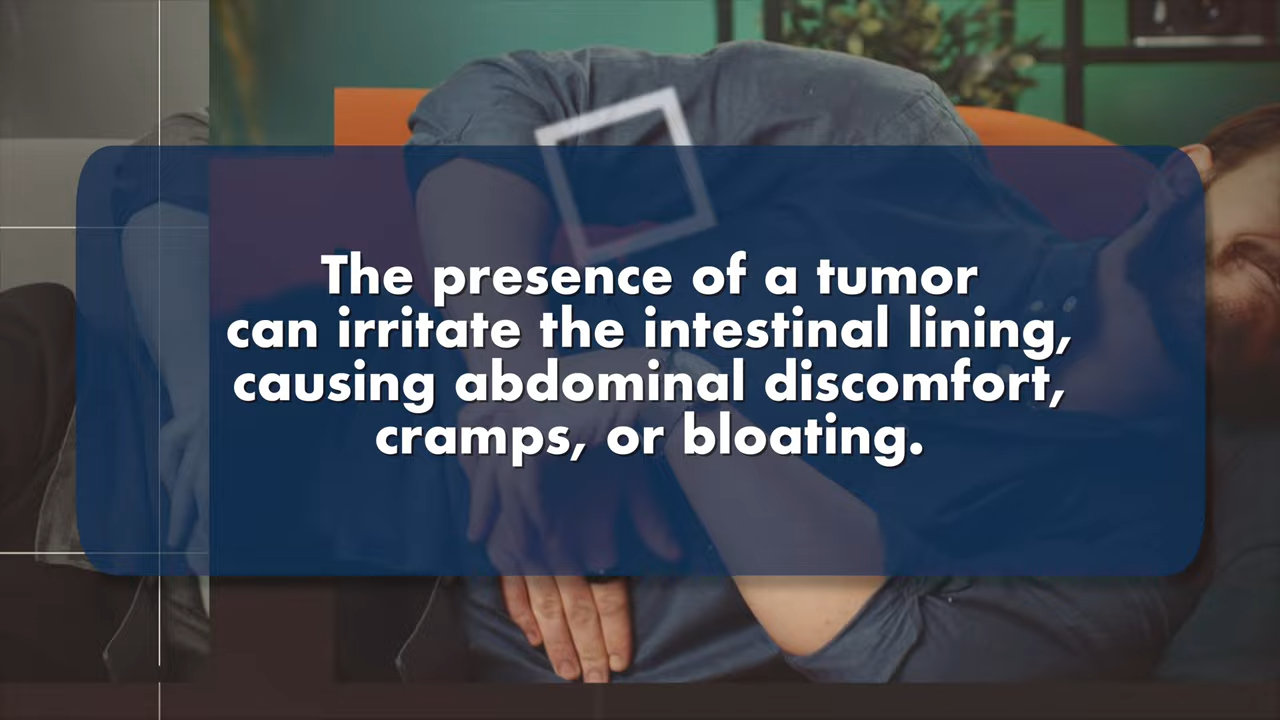 The presence of a tumor
can irritate the intestinal lining,
causing abdominal discomfort,
cramps, or bloating.